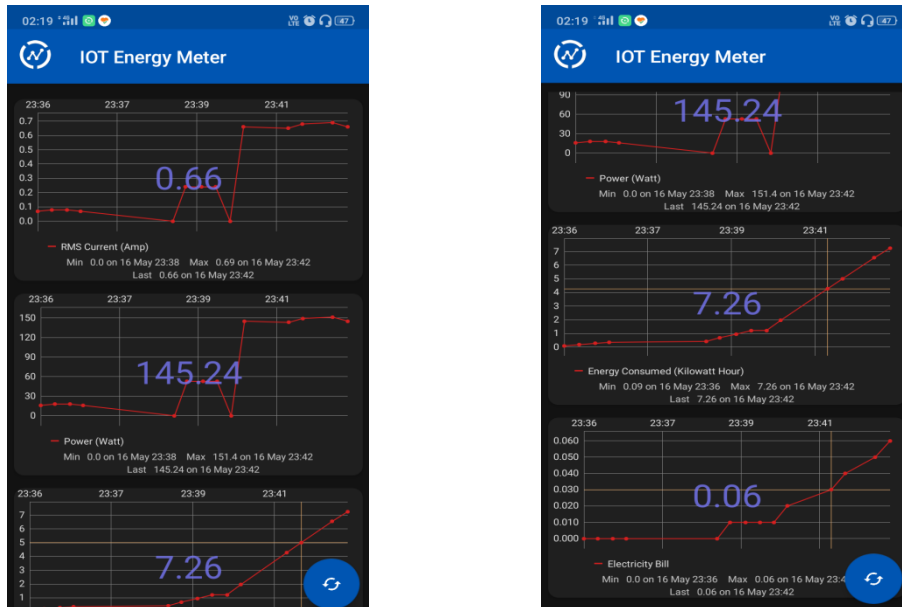 02:19 VO LTE 47
IOT Energy Meter
23:36 23:37 23:39 23:41
0.7
0.6
0.5
0.4
0.3
0.2
0.1
0.0
0.66
RMS Current (Amp)
Min 0.0 on 16 May 23:38 Max 0.69 on 16 May 23:42
Last 0.66 on 16 May 23:42
23:36 23:37 23:39 23:41
150
120
90
60
30
0
145.24
Power (Watt)
Min 0.0 on 16 May 23:38 Max 151.4 on 16 May 23:42
Last 145.24 on 16 May 23:42
23:36 23:37 23:39 23:41
7
6
5
4
3
2
1
7.26
02:19 VO LTE 47
IOT Energy Meter
90
60
30
0
145.24
Power (Watt)
Min 0.0 on 16 May 23:38 Max 151.4 on 16 May 23:42
Last 145.24 on 16 May 23:42
23:36 23:37 23:39 23:41
7
6
5
4
3
2
1
0
7.26
Energy Consumed (Kilowatt Hour)
Min 0.09 on 16 May 23:36 Max 7.26 on 16 May 23:42
Last 7.26 on 16 May 23:42
23:36 23:37 23:39 23:41
0.060
0.050
0.040
0.030
0.020
0.010
0.000
0.06
Electricity Bill
Min 0.0 on 16 May 23:36 Max 0.06 on 16 May 23:4
Last 0.06 on 16 May 23:42